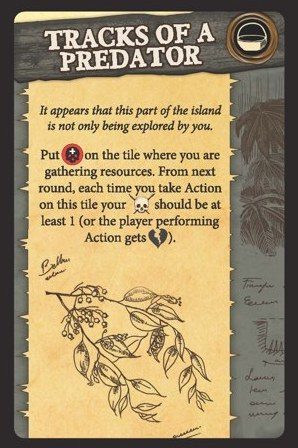 TRACKS OF A
PREDATOR
It appears that this part of the island
is not only being explored by you.
Put on the tile where you are
gathering resources. From next
round, each time you take Action
on this tile your should be at
least 1 (or the player performing
Action gets ).